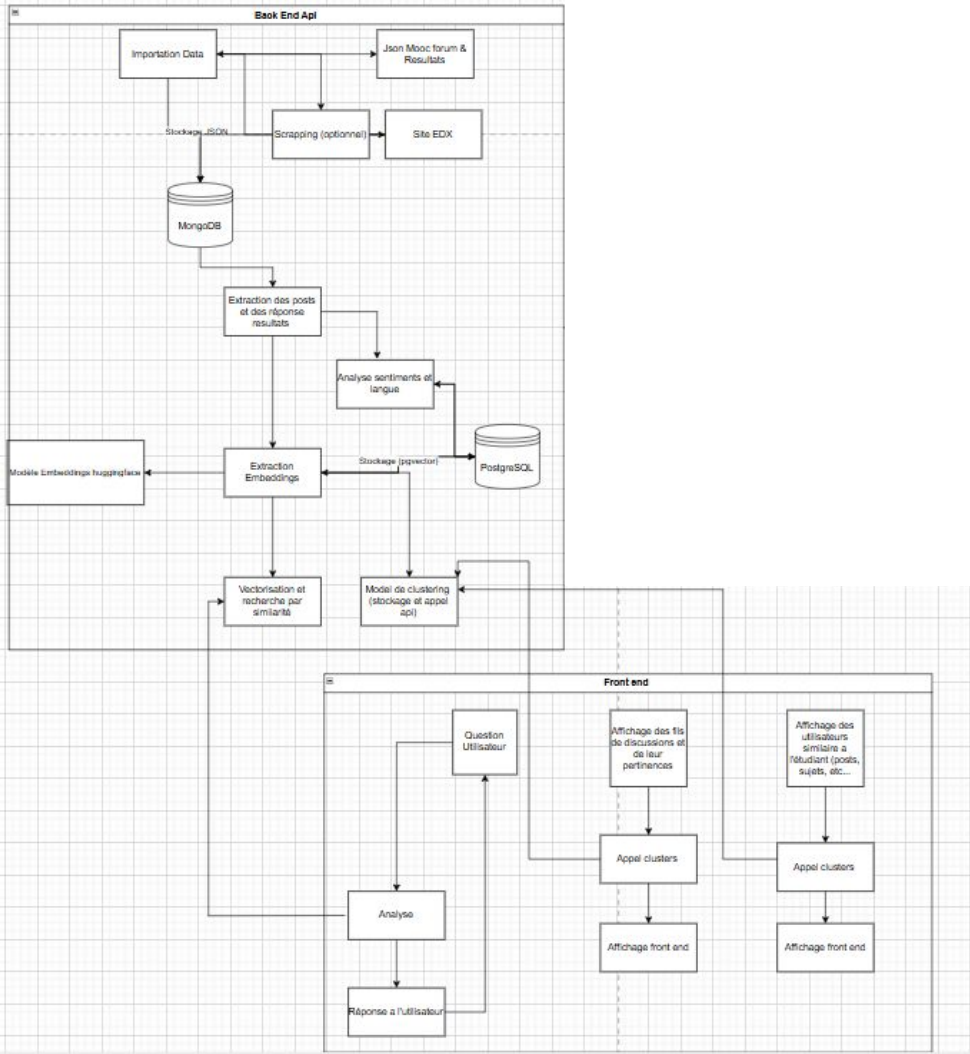 Back End Api
Importation Data
Json Mooc forum &
Resultats
Stockage JSON
Scrapping (optionnel)
Site EDX
MongoDB
Extraction des posts
et des réponse
resultats
Analyse sentiments et
langue
Stockage (pgvector)
PostgreSQL
Modèle Embeddings huggingface
Extraction
Embeddings
Vectorisation et
recherche par
similarité
Model de clustering
(stockage et appel
api)
Front end
Question
Utilisateur
Affichage des fils
de discussions et
de leur
pertinences
Affichage des
utilisateurs
similaire a
l'étudiant (posts,
sujets, etc...
Appel clusters
Appel clusters
Analyse
Affichage front end
Affichage front end
Réponse a l'utilisateur